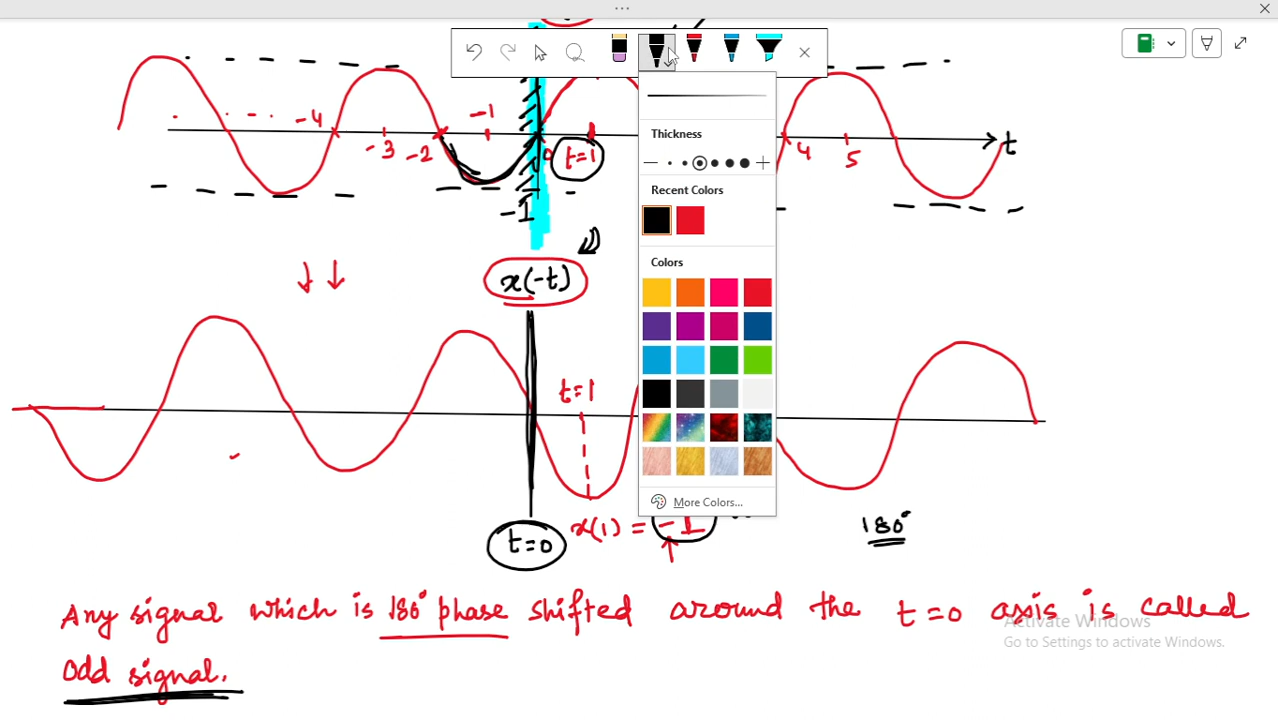 -4
-3
-2
-1
0
t=1
4
5
t
-1
Thickness
Recent Colors
Colors
More Colors...
x(-t)
t=1
t=0
x(1) = -1
180°
Any signal which is 180° phase shifted around the t=0 axis is called
Odd signal.
Activate Windows
Go to Settings to activate Windows.